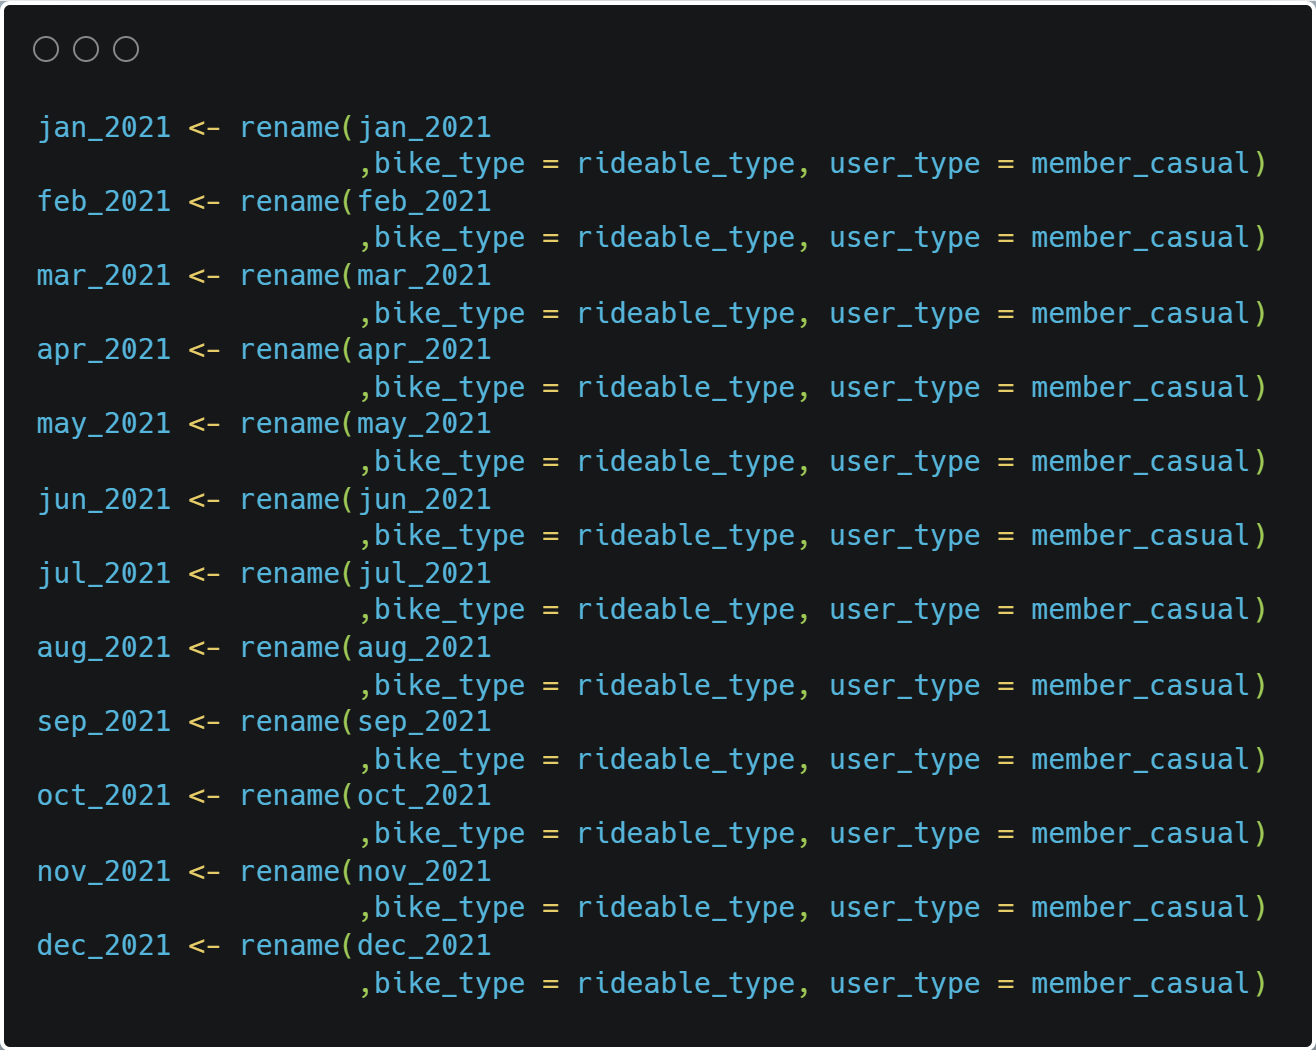 jan_2021 <- rename(jan_2021
                   ,bike_type = rideable_type, user_type = member_casual)
feb_2021 <- rename(feb_2021
                   ,bike_type = rideable_type, user_type = member_casual)
mar_2021 <- rename(mar_2021
                   ,bike_type = rideable_type, user_type = member_casual)
apr_2021 <- rename(apr_2021
                   ,bike_type = rideable_type, user_type = member_casual)
may_2021 <- rename(may_2021
                   ,bike_type = rideable_type, user_type = member_casual)
jun_2021 <- rename(jun_2021
                   ,bike_type = rideable_type, user_type = member_casual)
jul_2021 <- rename(jul_2021
                   ,bike_type = rideable_type, user_type = member_casual)
aug_2021 <- rename(aug_2021
                   ,bike_type = rideable_type, user_type = member_casual)
sep_2021 <- rename(sep_2021
                   ,bike_type = rideable_type, user_type = member_casual)
oct_2021 <- rename(oct_2021
                   ,bike_type = rideable_type, user_type = member_casual)
nov_2021 <- rename(nov_2021
                   ,bike_type = rideable_type, user_type = member_casual)
dec_2021 <- rename(dec_2021
                   ,bike_type = rideable_type, user_type = member_casual)